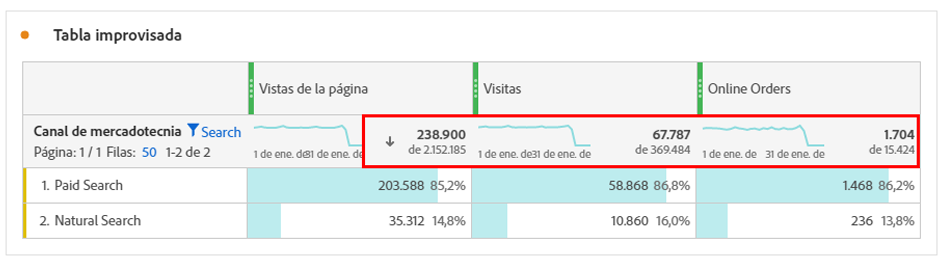 Tabla improvisada
Vistas de la página Visitas Online Orders
Canal de mercadotecnia Search 238.900 67.787 1.704
Página: 1 / 1 Filas: 50 1-2 de 2 1 de ene. de 31 de ene. de de 2.152.185 1 de ene. de 31 de ene. de de 369.484 1 de ene. de 31 de ene. de de 15.424
1. Paid Search 203.588 85,2% 58.868 86,8% 1.468 86,2%
2. Natural Search 35.312 14,8% 10.860 16,0% 236 13,8%